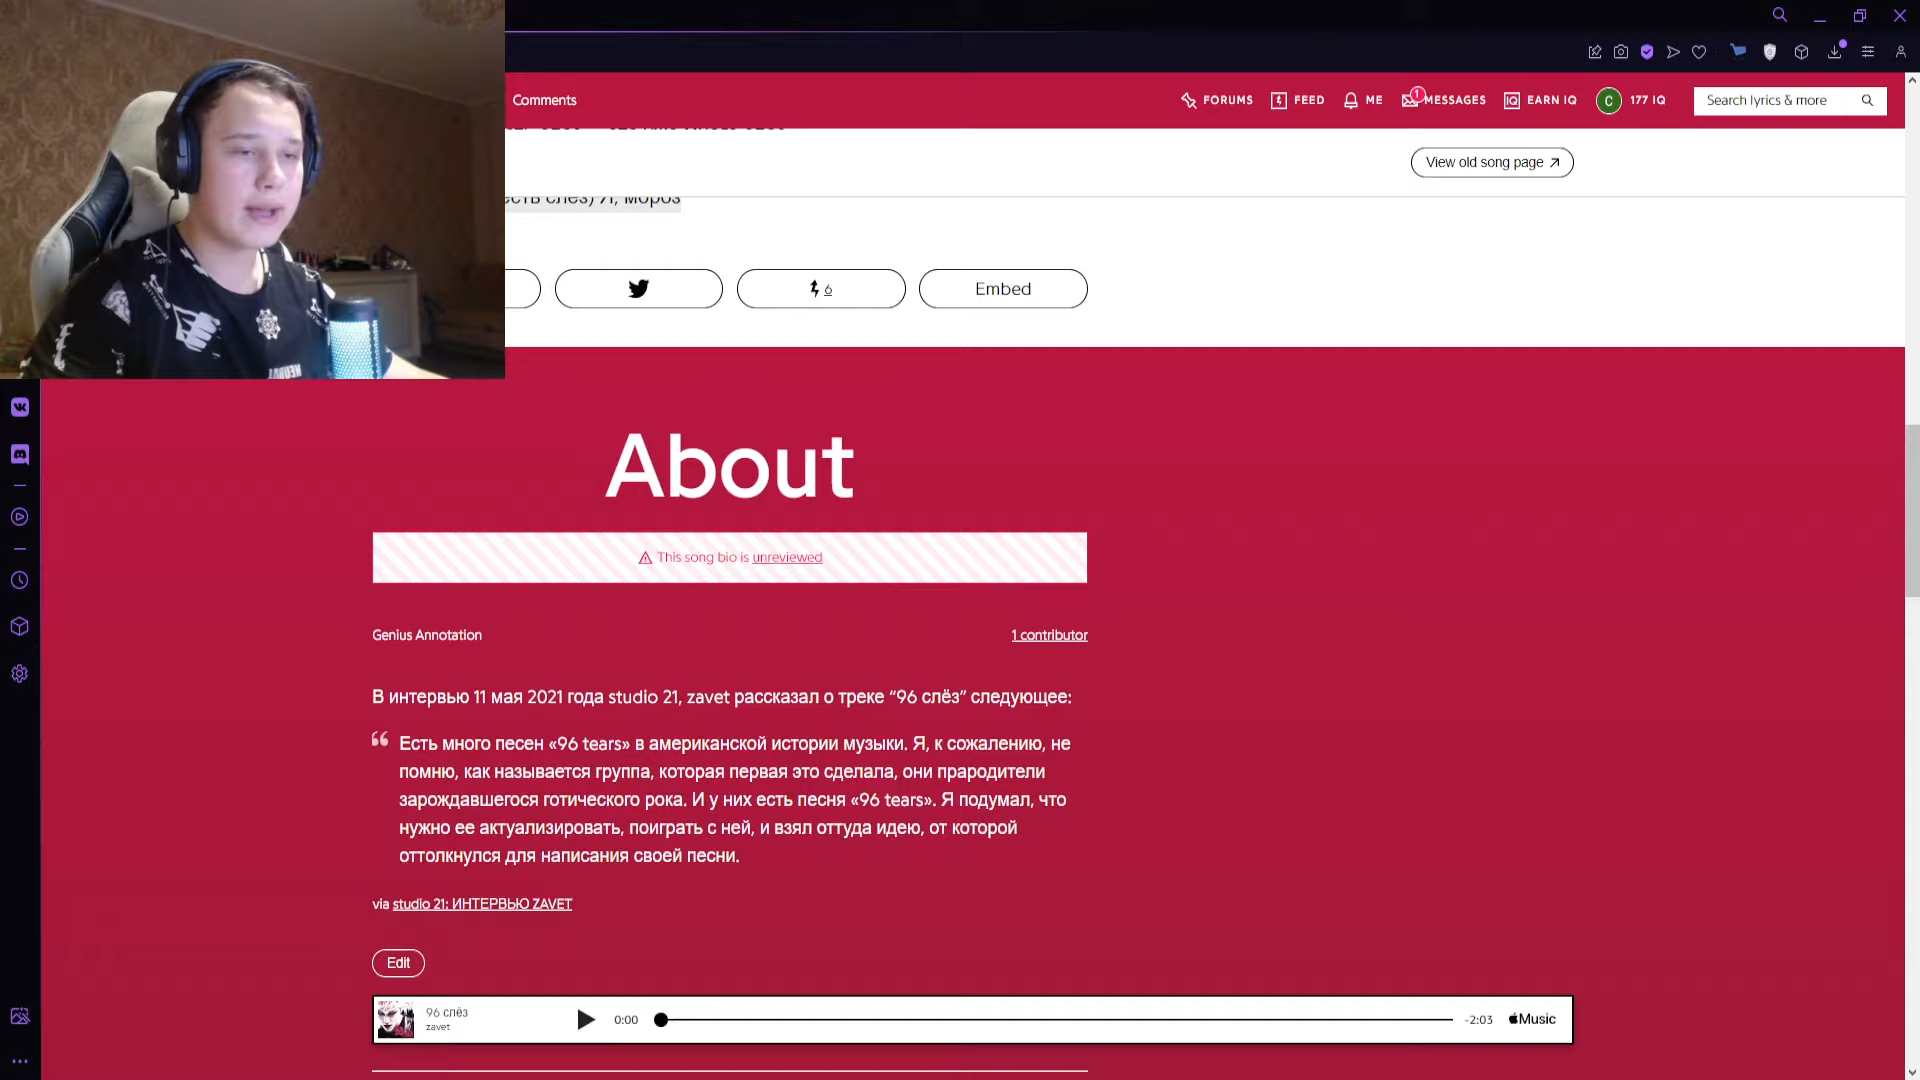 Comments
FORUMS
FEED
ME
1
MESSAGES
EARN IQ
C
177 IQ
Search lyrics & more
View old song page
Я, мороз
6
Embed
About
This song bio is unreviewed
Genius Annotation
1 contributor
В интервью 11 мая 2021 года studio 21, zavet рассказал о треке “96 слёз” следующее:
Есть много песен «96 tears» в американской истории музыки. Я, к сожалению, не
помню, как называется группа, которая первая это сделала, они прародители
зарождавшегося готического рока. И у них есть песня «96 tears». Я подумал, что
нужно ее актуализировать, поиграть с ней, и взял оттуда идею, от которой
оттолкнулся для написания своей песни.
via studio 21: ИНТЕРВЬЮ ZAVET
Edit
96 слёз
zavet
0:00
-2:03
Music